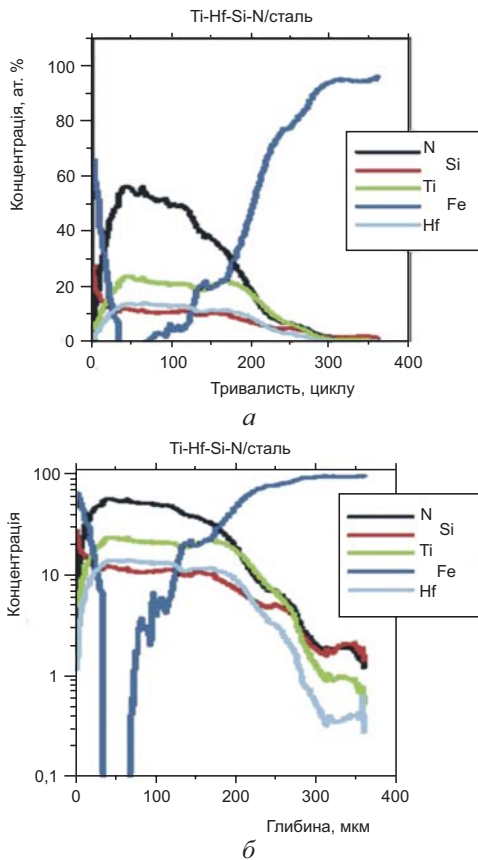 Ti-Hf-Si-N/сталь
Концентрація, ат. %
100
80
60
40
20
0
N
Si
Ti
Fe
Hf
0 100 200 300 400
Тривалисть, циклу
а
Ti-Hf-Si-N/сталь
Концентрація
100
10
1
0,1
N
Si
Ti
Fe
Hf
0 100 200 300 400
Глибина, мкм
б